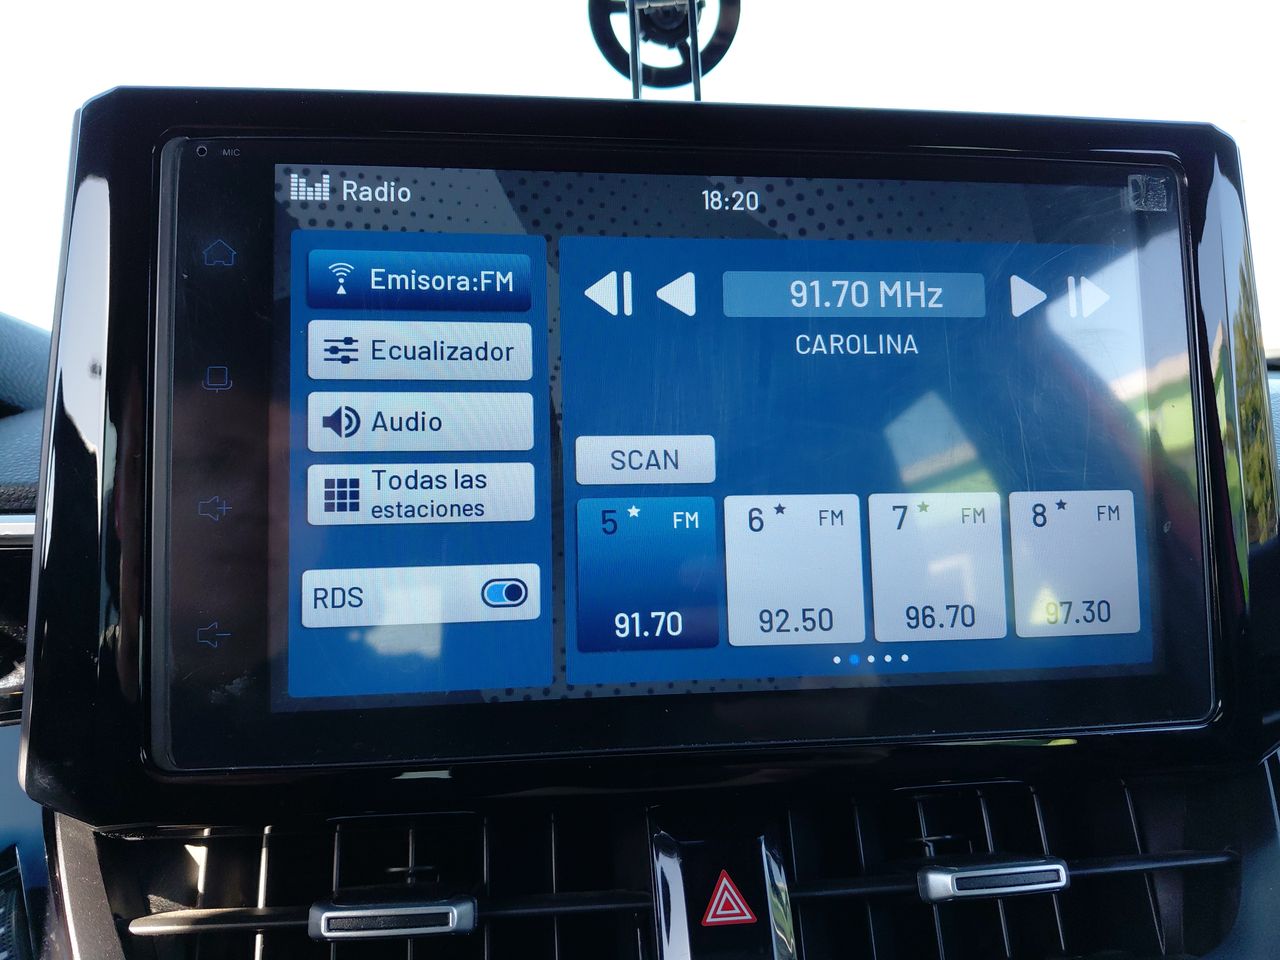 MIC
Radio
18:20
Emisora:FM
Ecualizador
Audio
Todas las
estaciones
RDS
91.70 MHz
CAROLINA
SCAN
5 FM
91.70
6 FM
92.50
7 FM
96.70
8 FM
97.30